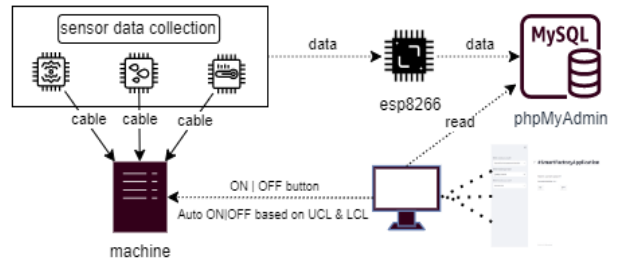 sensor data collection
data
data
MySQL
esp8266
phpMyAdmin
cable
cable
cable
read
ON | OFF button
Auto ON|OFF based on UCL & LCL
machine
#SmartFactoryApplication